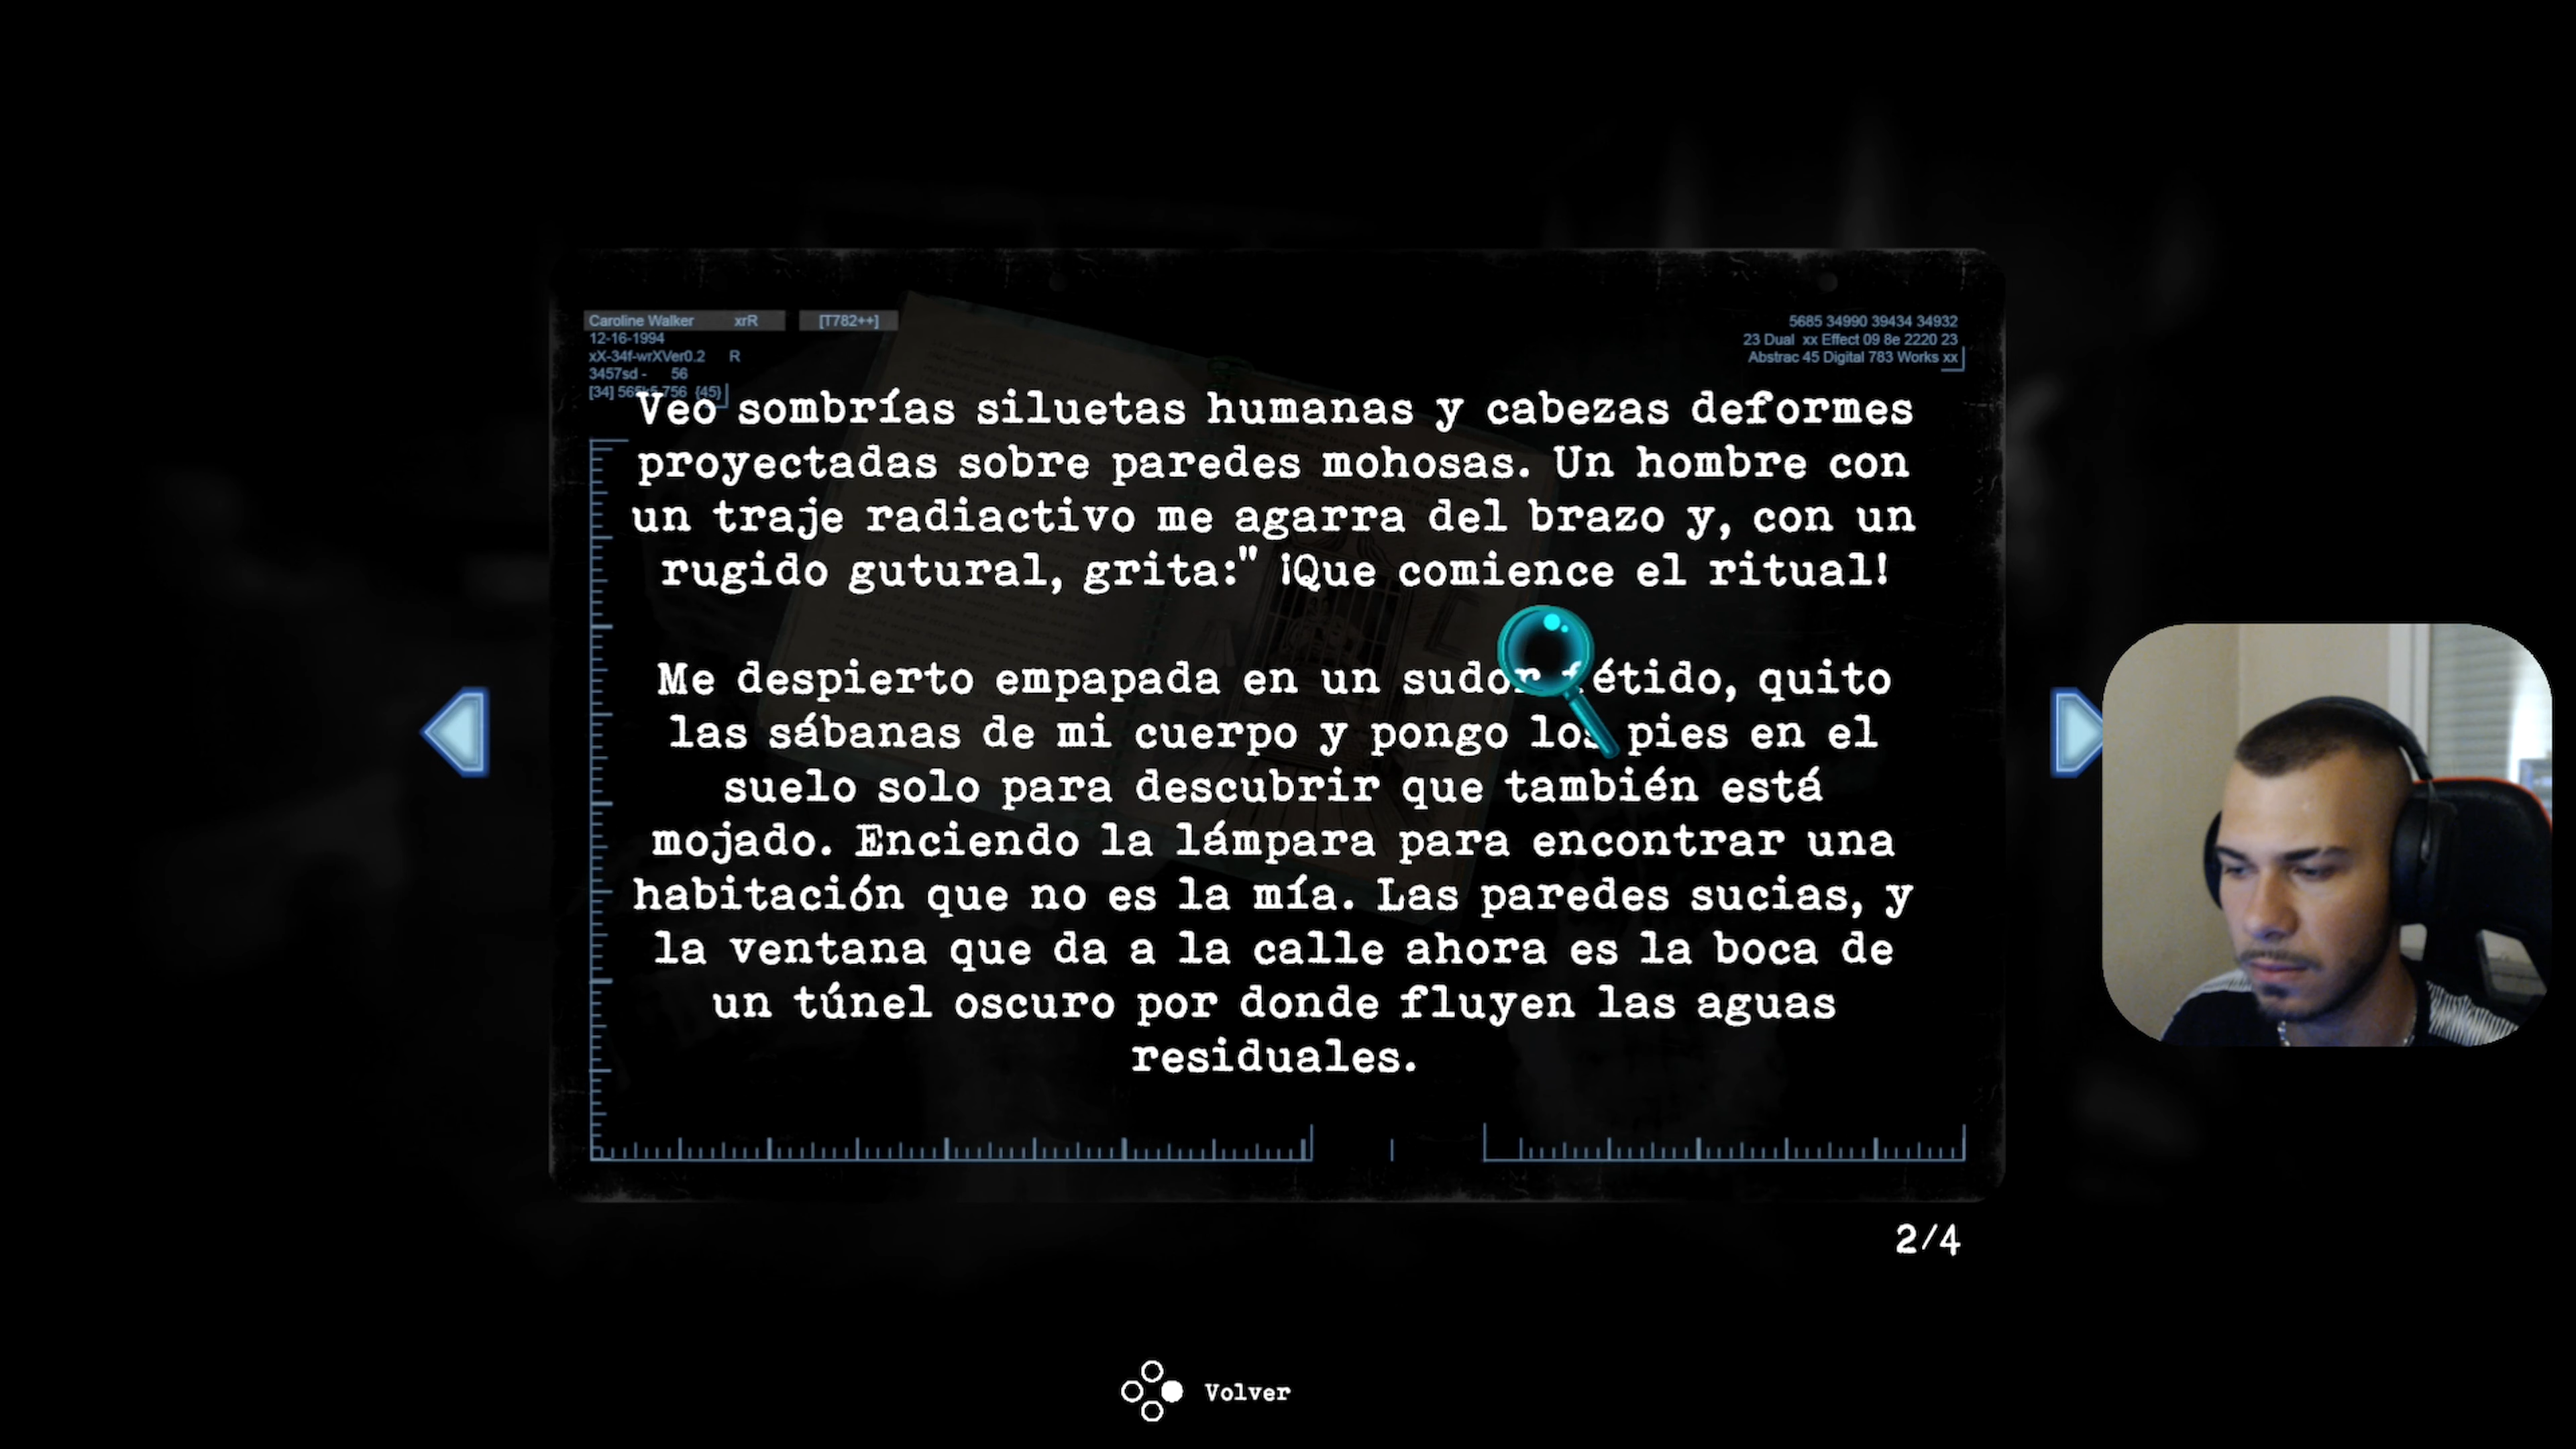 Caroline Walker xrR [T782++]
12-16-1994
xX-34f-wrXVer0.2 R
3457sd - 56
[34] 756 {45}
5685 34990 39434 34932
23 Dual xx Effect 09 8e 2220 23
Abstrac 45 Digital 783 Works xx
Veo sombrías siluetas humanas y cabezas deformes
proyectadas sobre paredes mohosas. Un hombre con
un traje radiactivo me agarra del brazo y, con un
rugido gutural, grita:" ¡Que comience el ritual!
Me despierto empapada en un sudor fétido, quito
las sábanas de mi cuerpo y pongo los pies en el
suelo solo para descubrir que también está
mojado. Enciendo la lámpara para encontrar una
habitación que no es la mía. Las paredes sucias, y
la ventana que da a la calle ahora es la boca de
un túnel oscuro por donde fluyen las aguas
residuales.
2/4
Volver